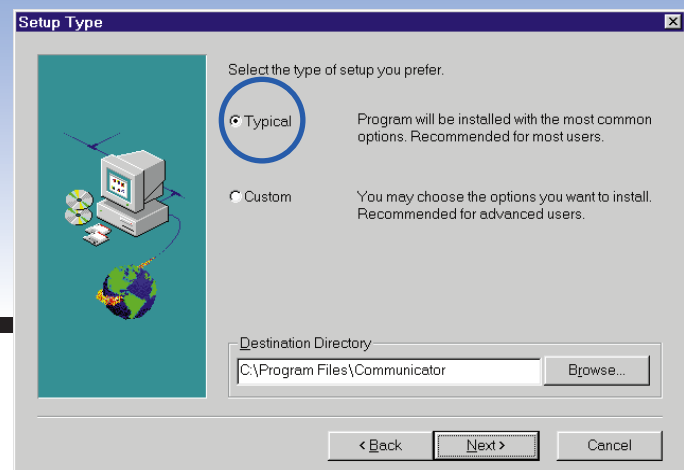 Setup Type
Select the type of setup you prefer.
Typical
Program will be installed with the most common
options. Recommended for most users.
Custom
You may choose the options you want to install.
Recommended for advanced users.
Destination Directory
C:\Program Files\Communicator
Browse...
< Back
Next >
Cancel